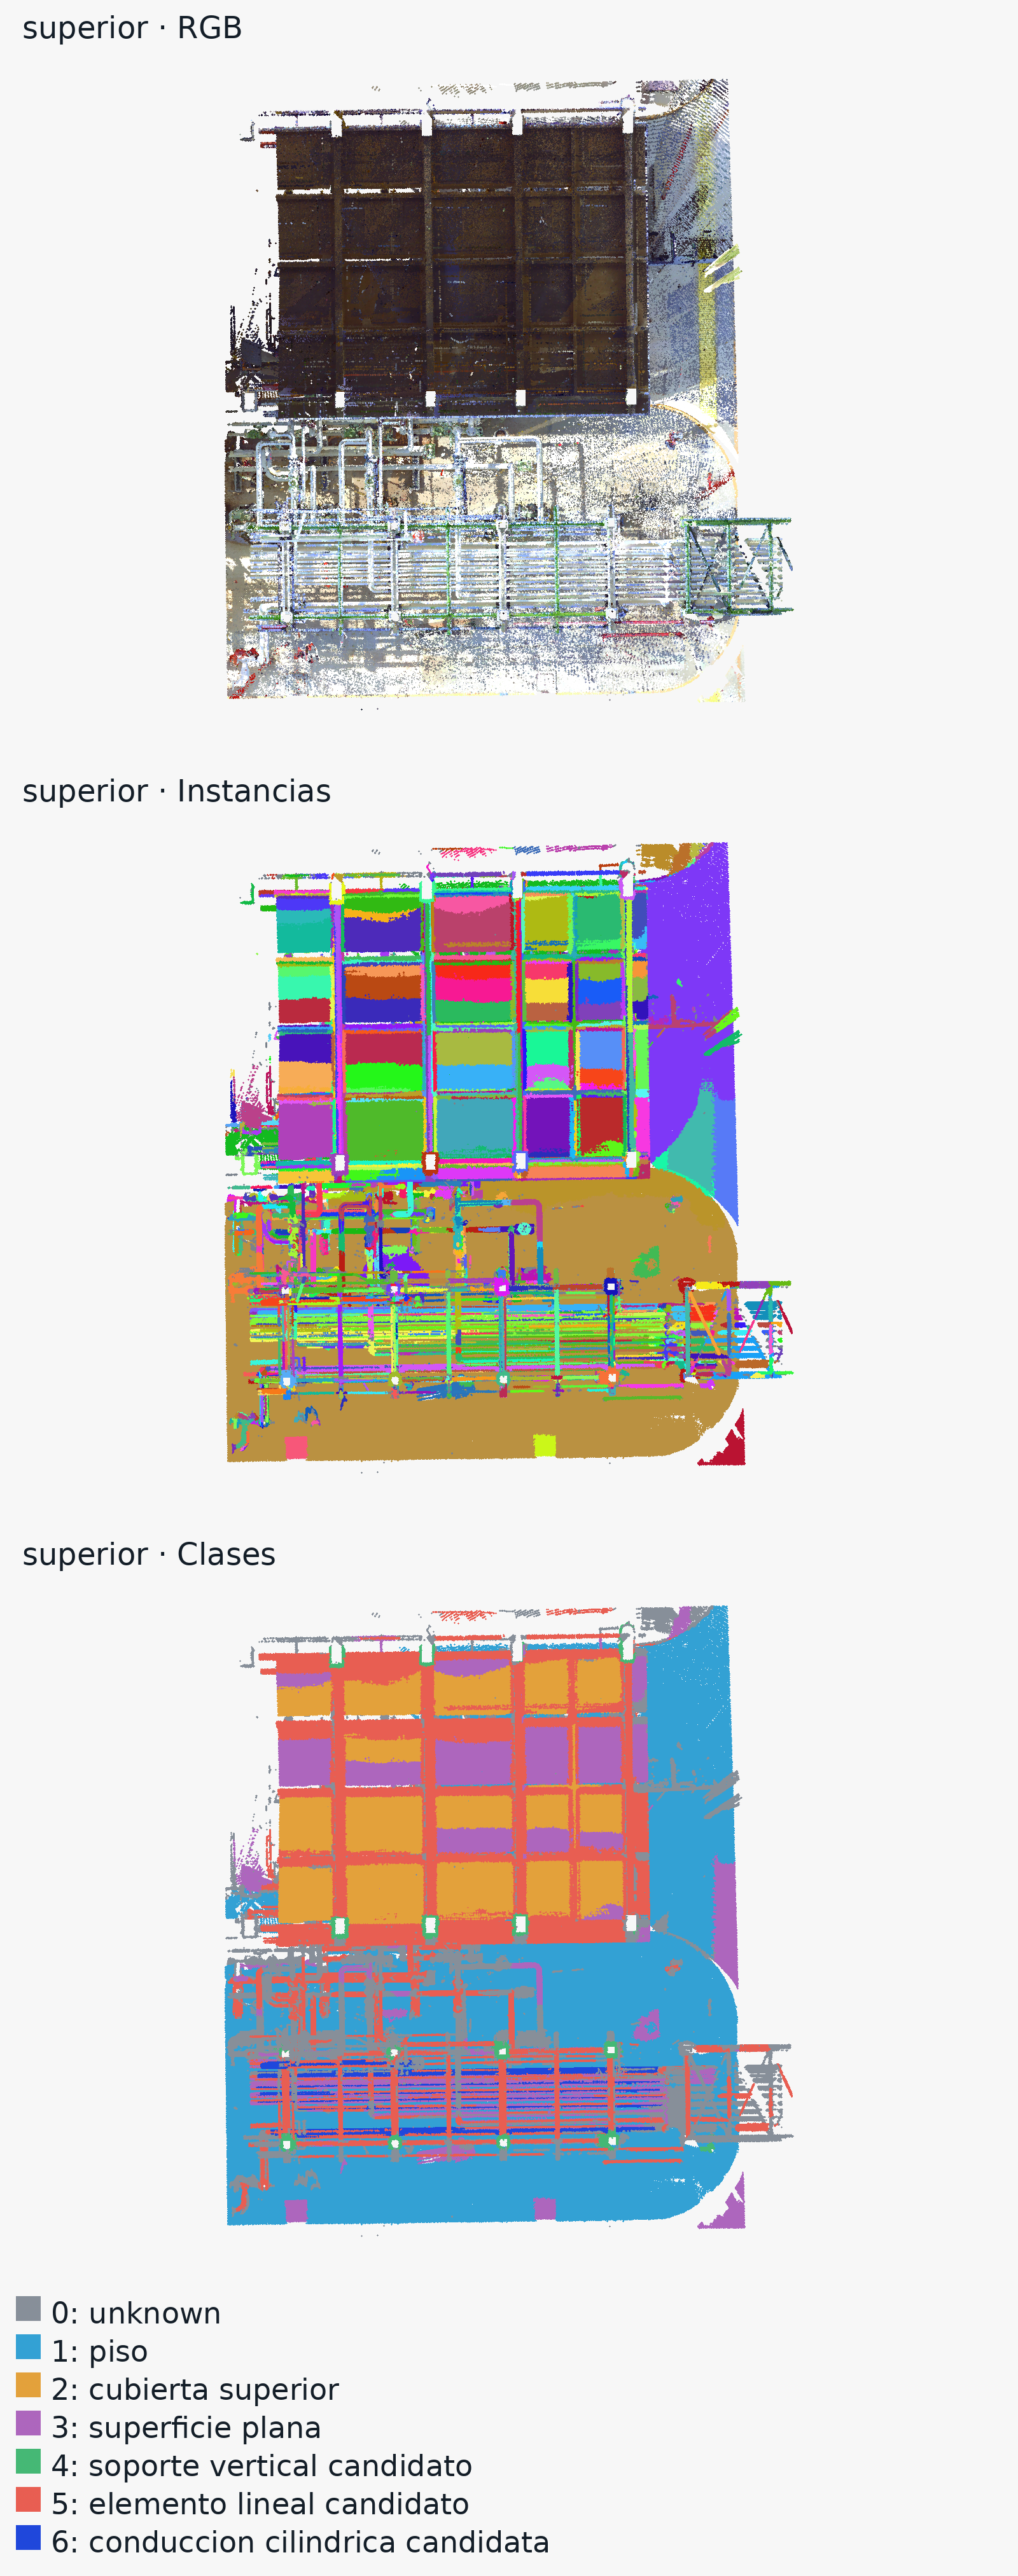 superior · RGB
superior · Instancias
superior · Clases
0: unknown
1: piso
2: cubierta superior
3: superficie plana
4: soporte vertical candidato
5: elemento lineal candidato
6: conduccion cilindrica candidata